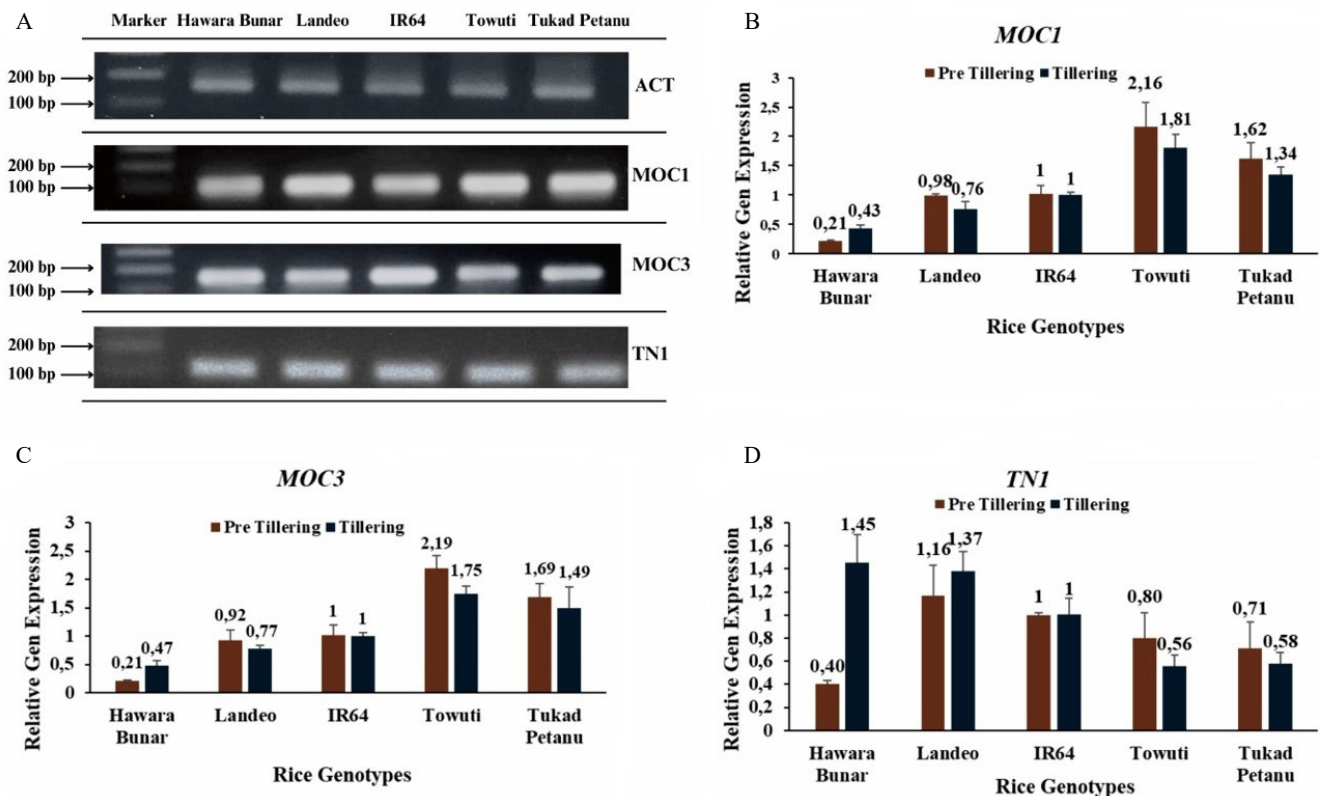 A
Marker Hawara Bunar Landeo IR64 Towuti Tukad Petanu
200 bp
100 bp
ACT
200 bp
100 bp
MOC1
200 bp
100 bp
MOC3
200 bp
100 bp
TN1
B
MOC1
Pre Tillering Tillering
Relative Gen Expression
3
2,5
2
1,5
1
0,5
0
0,21 0,43 0,98 0,76 1 1 2,16 1,81 1,62 1,34
Hawara Bunar Landeo IR64 Towuti Tukad Petanu
Rice Genotypes
C
MOC3
Pre Tillering Tillering
Relative Gen Expression
3
2,5
2
1,5
1
0,5
0
0,21 0,47 0,92 0,77 1 1 2,19 1,75 1,69 1,49
Hawara Bunar Landeo IR64 Towuti Tukad Petanu
Rice Genotypes
D
TN1
Pre Tillering Tillering
Relative Gen Expression
1,8
1,6
1,4
1,2
1
0,8
0,6
0,4
0,2
0
0,40 1,45 1,16 1,37 1 1 0,80 0,56 0,71 0,58
Hawara Bunar Landeo IR64 Towuti Tukad Petanu
Rice Genotypes